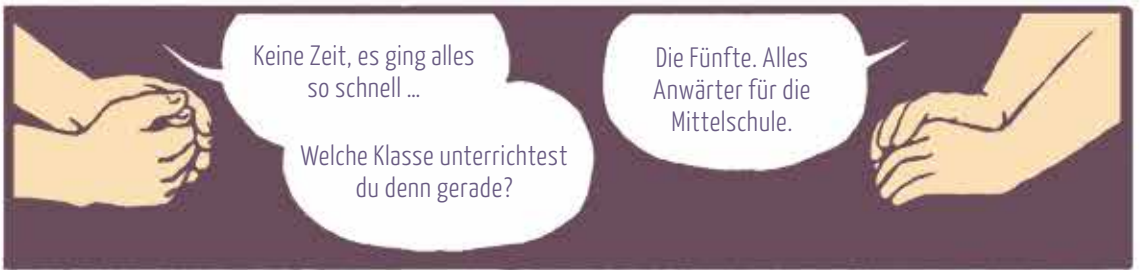 Keine Zeit, es ging alles
so schnell ...
Welche Klasse unterrichtest
du denn gerade?
Die Fünfte. Alles
Anwärter für die
Mittelschule.